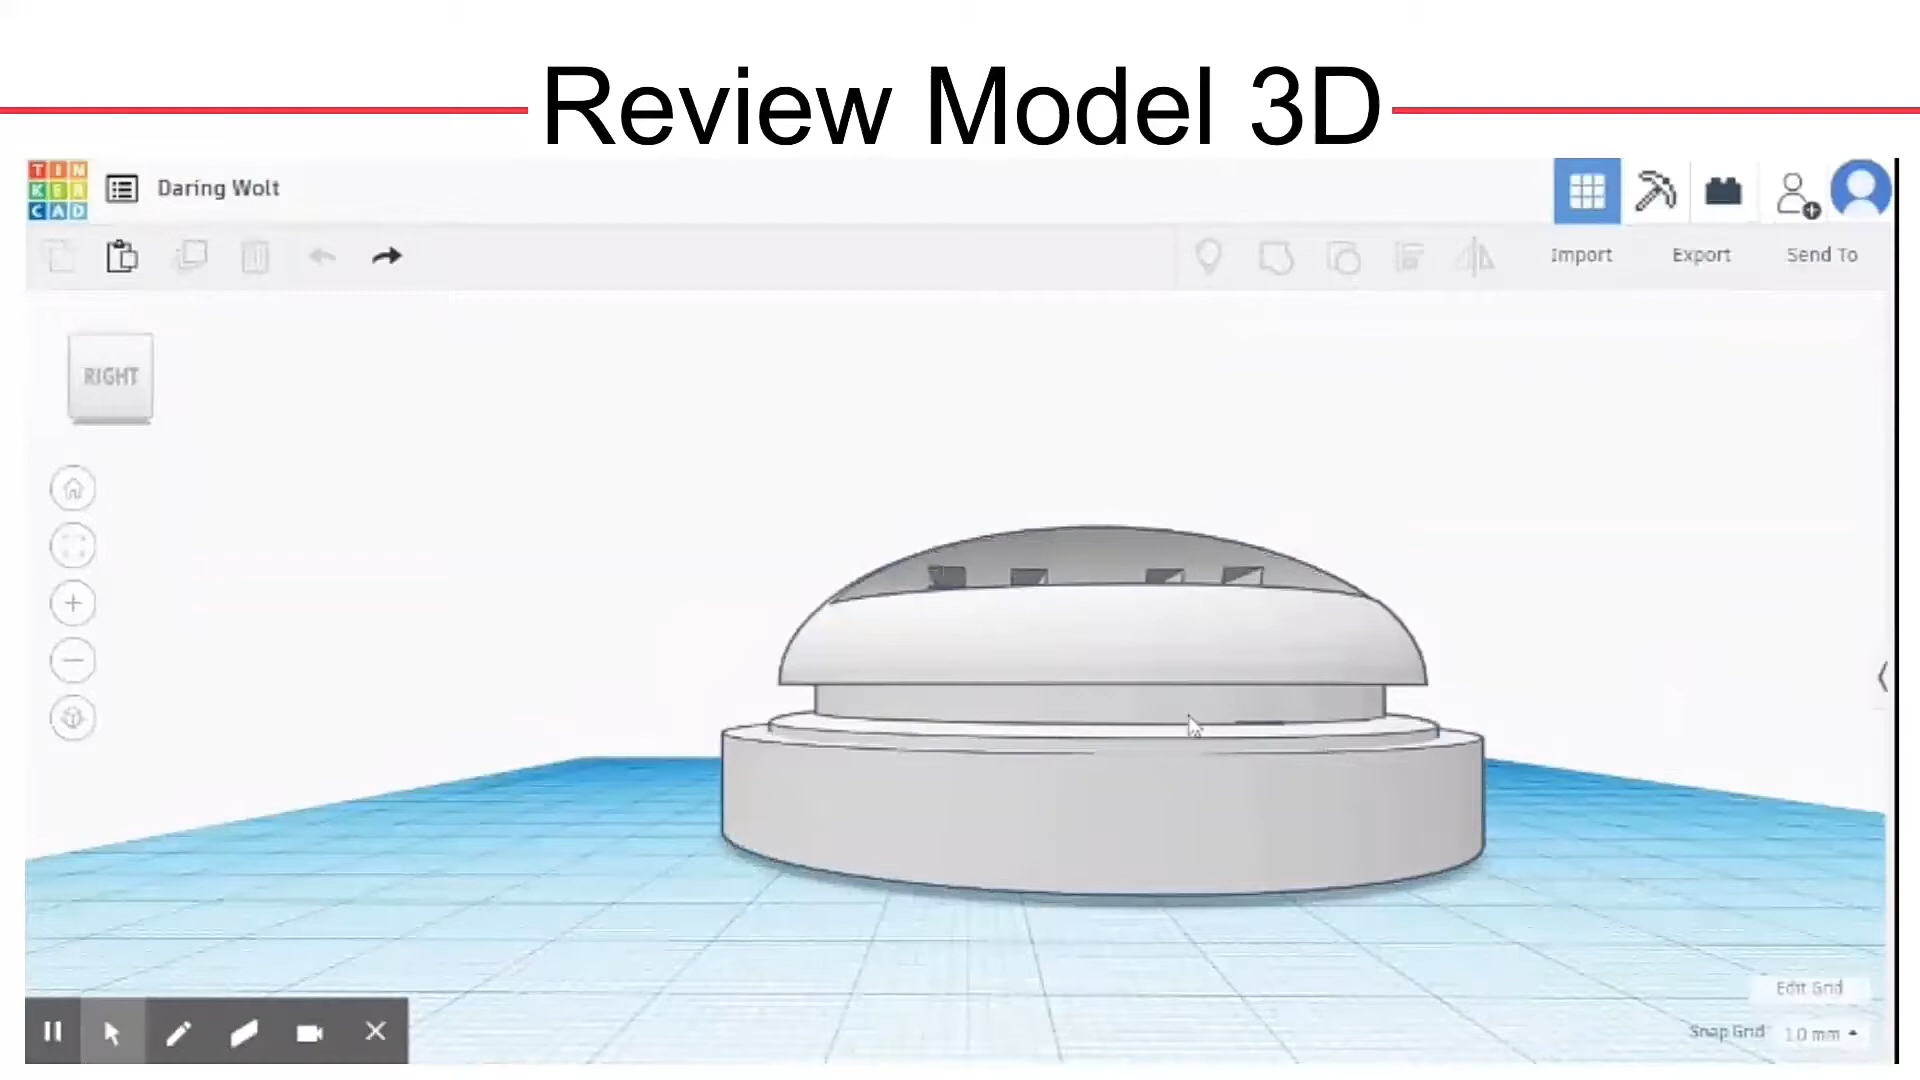 Review Model 3D
TIN
KER
CAD
Daring Wolt
Import
Export
Send To
RIGHT
Edit Grid
Snap Grid
1.0 mm